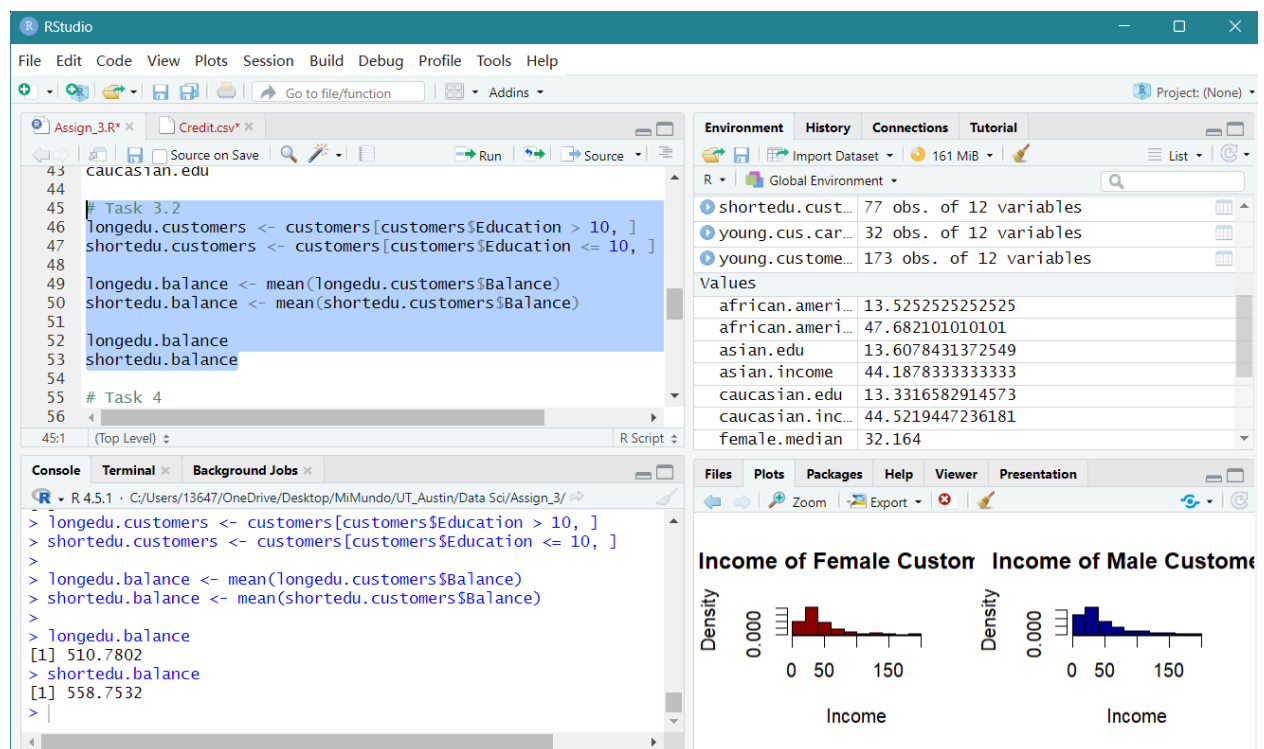 RStudio
File Edit Code View Plots Session Build Debug Profile Tools Help
Go to file/function
Addins
Project: (None)
Assign_3.R*
Credit.csv*
Source on Save
Run
Source
43 caucasian.edu
44
45 # Task 3.2
46 longedu.customers <- customers[customers$Education > 10, ]
47 shortedu.customers <- customers[customers$Education <= 10, ]
48
49 longedu.balance <- mean(longedu.customers$Balance)
50 shortedu.balance <- mean(shortedu.customers$Balance)
51
52 longedu.balance
53 shortedu.balance
54
55 # Task 4
56
45:1 (Top Level) R Script
Console Terminal Background Jobs
R 4.5.1 · C:/Users/13647/OneDrive/Desktop/MiMundo/UT_Austin/Data Sci/Assign_3/
> longedu.customers <- customers[customers$Education > 10, ]
> shortedu.customers <- customers[customers$Education <= 10, ]
>
> longedu.balance <- mean(longedu.customers$Balance)
> shortedu.balance <- mean(shortedu.customers$Balance)
>
> longedu.balance
[1] 510.7802
> shortedu.balance
[1] 558.7532
>
Environment History Connections Tutorial
Import Dataset 161 MiB List
R Global Environment
shortedu.cust… 77 obs. of 12 variables
young.cus.car… 32 obs. of 12 variables
young.custome… 173 obs. of 12 variables
Values
african.ameri… 13.5252525252525
african.ameri… 47.682101010101
asian.edu 13.6078431372549
asian.income 44.1878333333333
caucasian.edu 13.3316582914573
caucasian.inc… 44.5219447236181
female.median 32.164
Files Plots Packages Help Viewer Presentation
Zoom Export
Income of Female Custom
Density
0.000
0 50 150
Income
Income of Male Custome
Density
0.000
0 50 150
Income